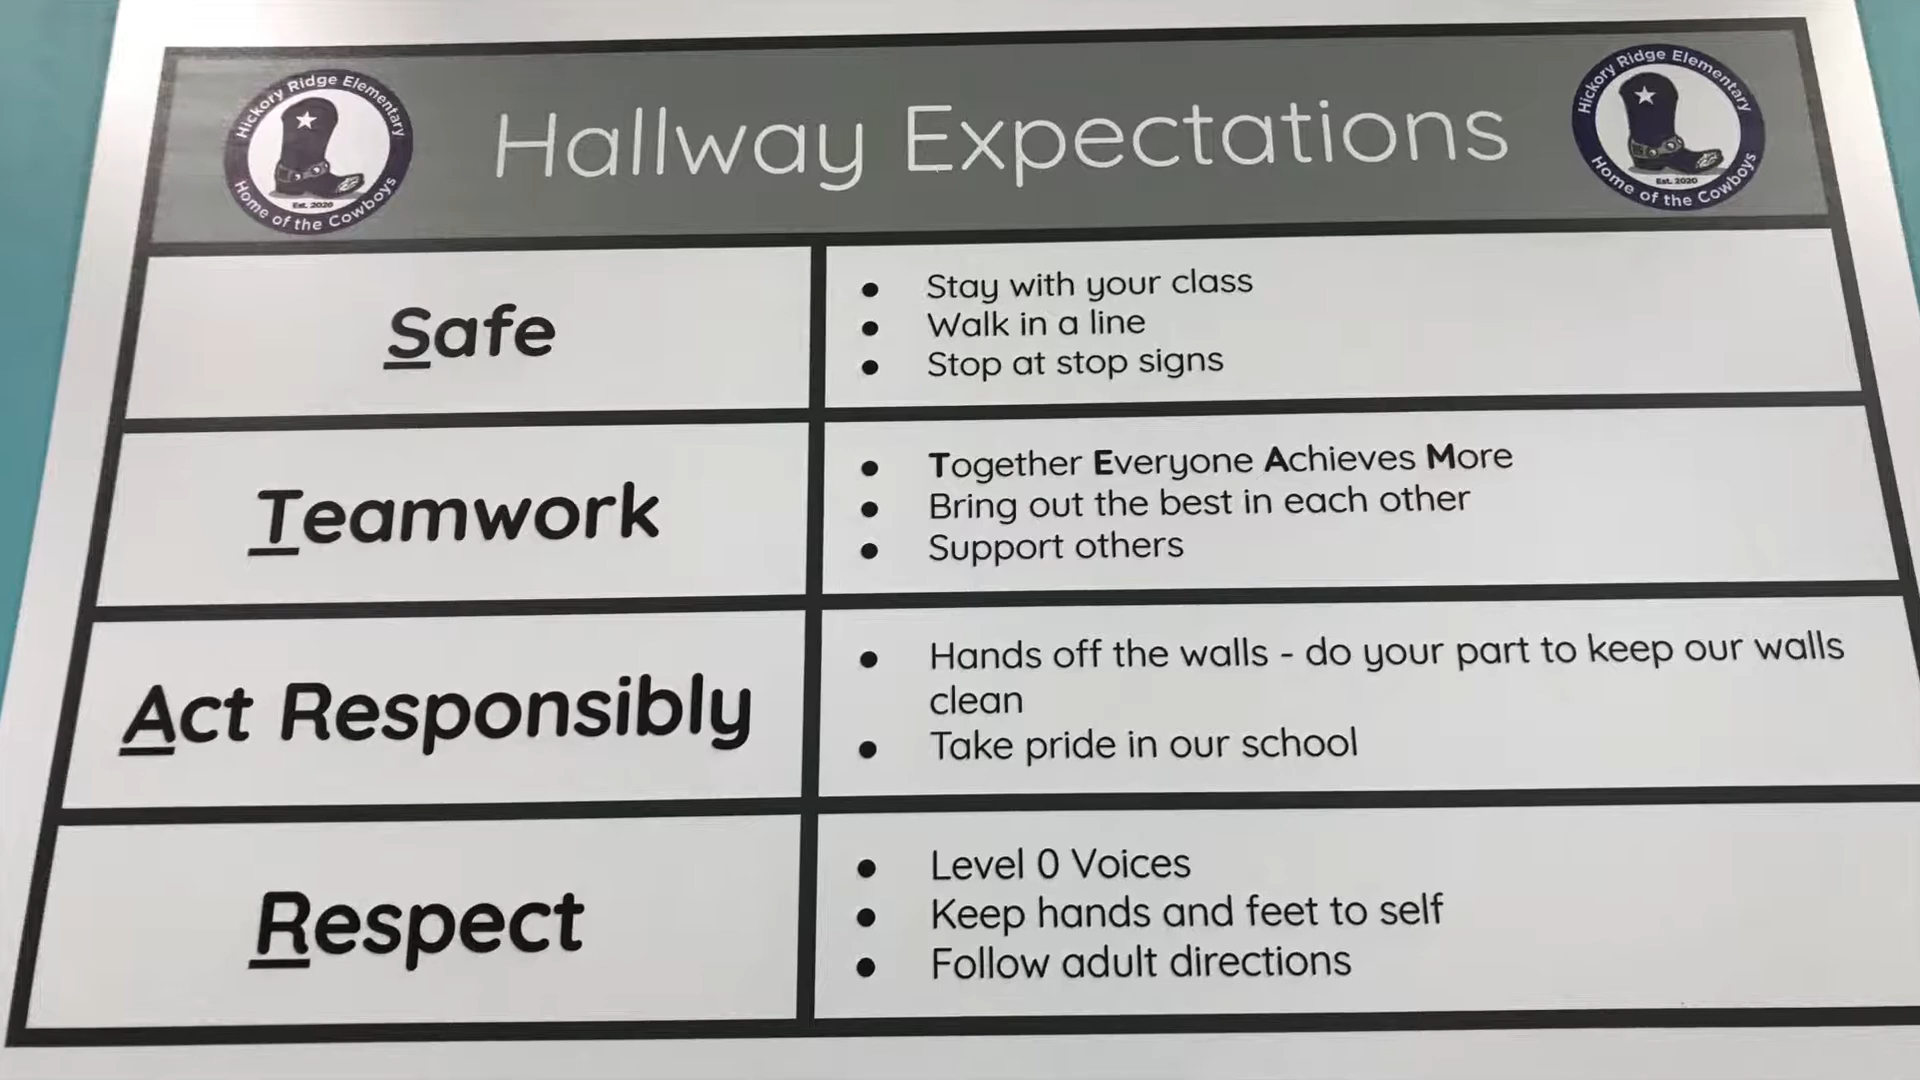 Hickory Ridge Elementary
Est. 2020
Home of the Cowboys
Hallway Expectations
Hickory Ridge Elementary
Est. 2020
Home of the Cowboys
Safe
● Stay with your class
● Walk in a line
● Stop at stop signs
Teamwork
● Together Everyone Achieves More
● Bring out the best in each other
● Support others
Act Responsibly
● Hands off the walls - do your part to keep our walls
clean
● Take pride in our school
Respect
● Level 0 Voices
● Keep hands and feet to self
● Follow adult directions